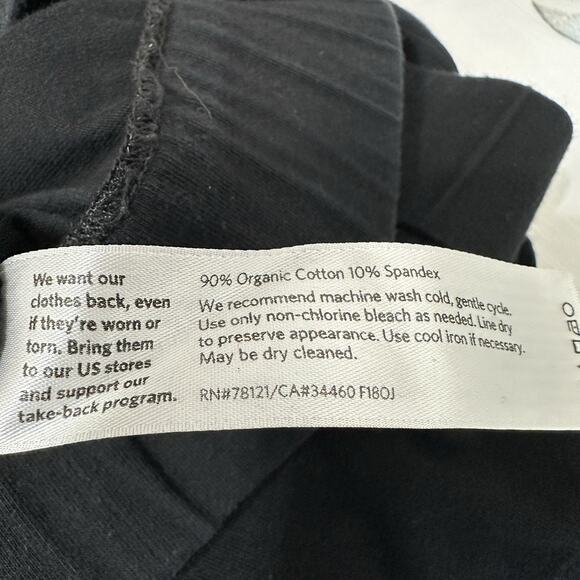 We want our
clothes back, even
if they're worn or
torn. Bring them
to our US stores
and support our
take-back program.
90% Organic Cotton 10% Spandex
We recommend machine wash cold, gentle cycle.
Use only non-chlorine bleach as needed. Line dry
to preserve appearance. Use cool iron if necessary.
May be dry cleaned.
RN#78121/CA#34460 F18OJ